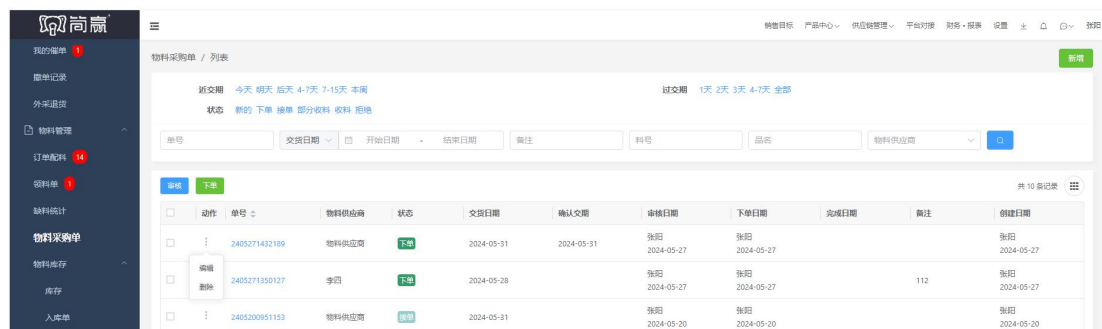 简赢
销售目标 产品中心 供应链管理 平台对接 财务•报表 设置 张阳
我的催单 1
撤单记录
外采退货
物料管理
订单配料 14
领料单 1
缺料统计
物料采购单
物料库存
库存
入库单
物料采购单 / 列表
新增
近交期 今天 明天 后天 4-7天 7-15天 本周
过交期 1天 2天 3天 4-7天 全部
状态 新的 下单 接单 部分收料 收料 拒绝
单号 交货日期 开始日期 - 结束日期 备注 料号 品名 物料供应商
审核 下单
共 10 条记录
动作 单号 物料供应商 状态 交货日期 确认交期 审核日期 下单日期 完成日期 备注 创建日期
2405271432189 物料供应商 下单 2024-05-31 2024-05-31 张阳 2024-05-27 张阳 2024-05-27 张阳 2024-05-27
编辑
删除
2405271350127 李四 下单 2024-05-28 张阳 2024-05-27 张阳 2024-05-27 112 张阳 2024-05-27
2405200951153 物料供应商 接单 2024-05-31 张阳 2024-05-20 张阳 2024-05-20 张阳 2024-05-20